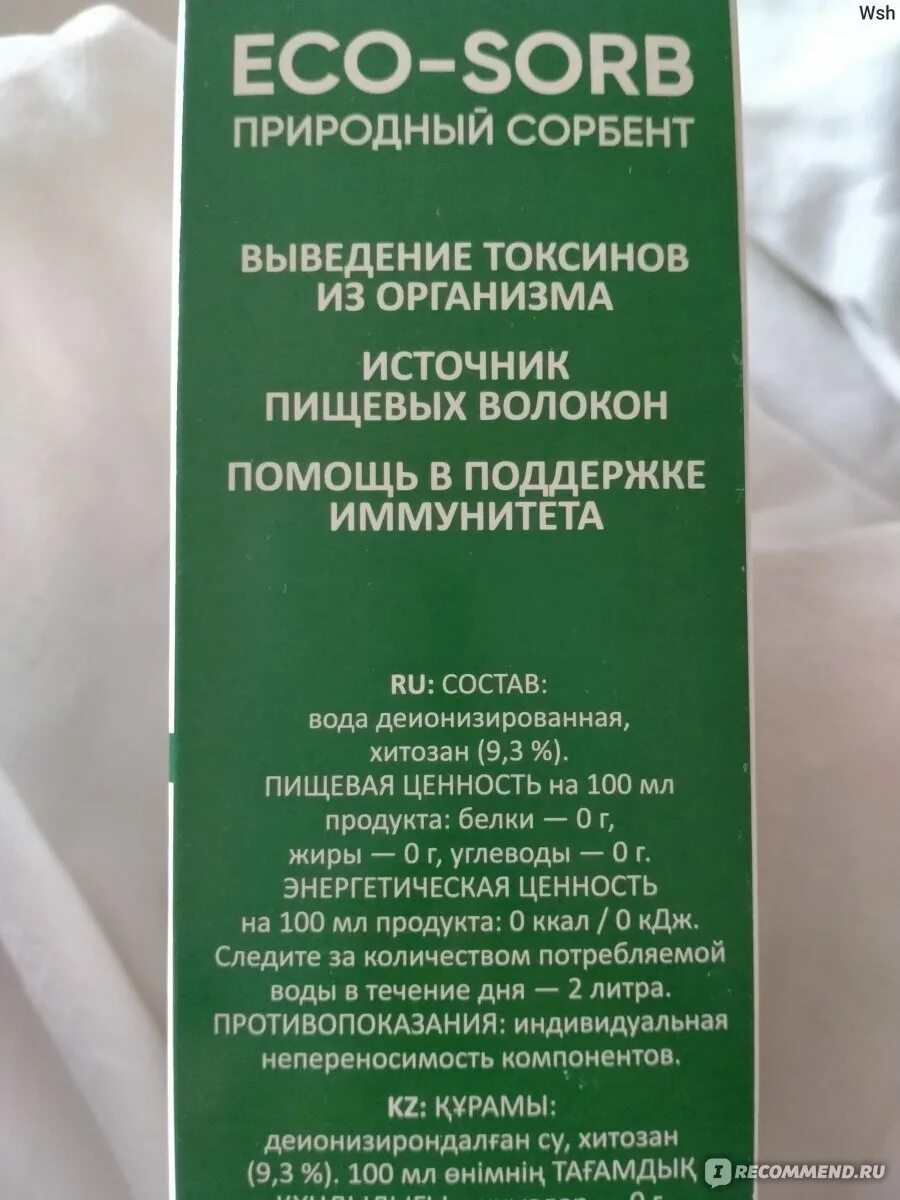 Wsh
ECO-SORB
ПРИРОДНЫЙ СОРБЕНТ
ВЫВЕДЕНИЕ ТОКСИНОВ
ИЗ ОРГАНИЗМА
ИСТОЧНИК
ПИЩЕВЫХ ВОЛОКОН
ПОМОЩЬ В ПОДДЕРЖКЕ
ИММУНИТЕТА
RU: СОСТАВ:
вода деионизированная,
хитозан (9,3 %).
ПИЩЕВАЯ ЦЕННОСТЬ на 100 мл
продукта: белки — 0 г,
жиры — 0 г, углеводы — 0 г.
ЭНЕРГЕТИЧЕСКАЯ ЦЕННОСТЬ
на 100 мл продукта: 0 ккал / 0 кДж.
Следите за количеством потребляемой
воды в течение дня — 2 литра.
ПРОТИВОПОКАЗАНИЯ: индивидуальная
непереносимость компонентов.
KZ: ҚҰРАМЫ:
деионизирондалған су, хитозан
(9,3 %). 100 мл өнімнің ТАҒАМДЫҚ
IRECOMMEND.RU